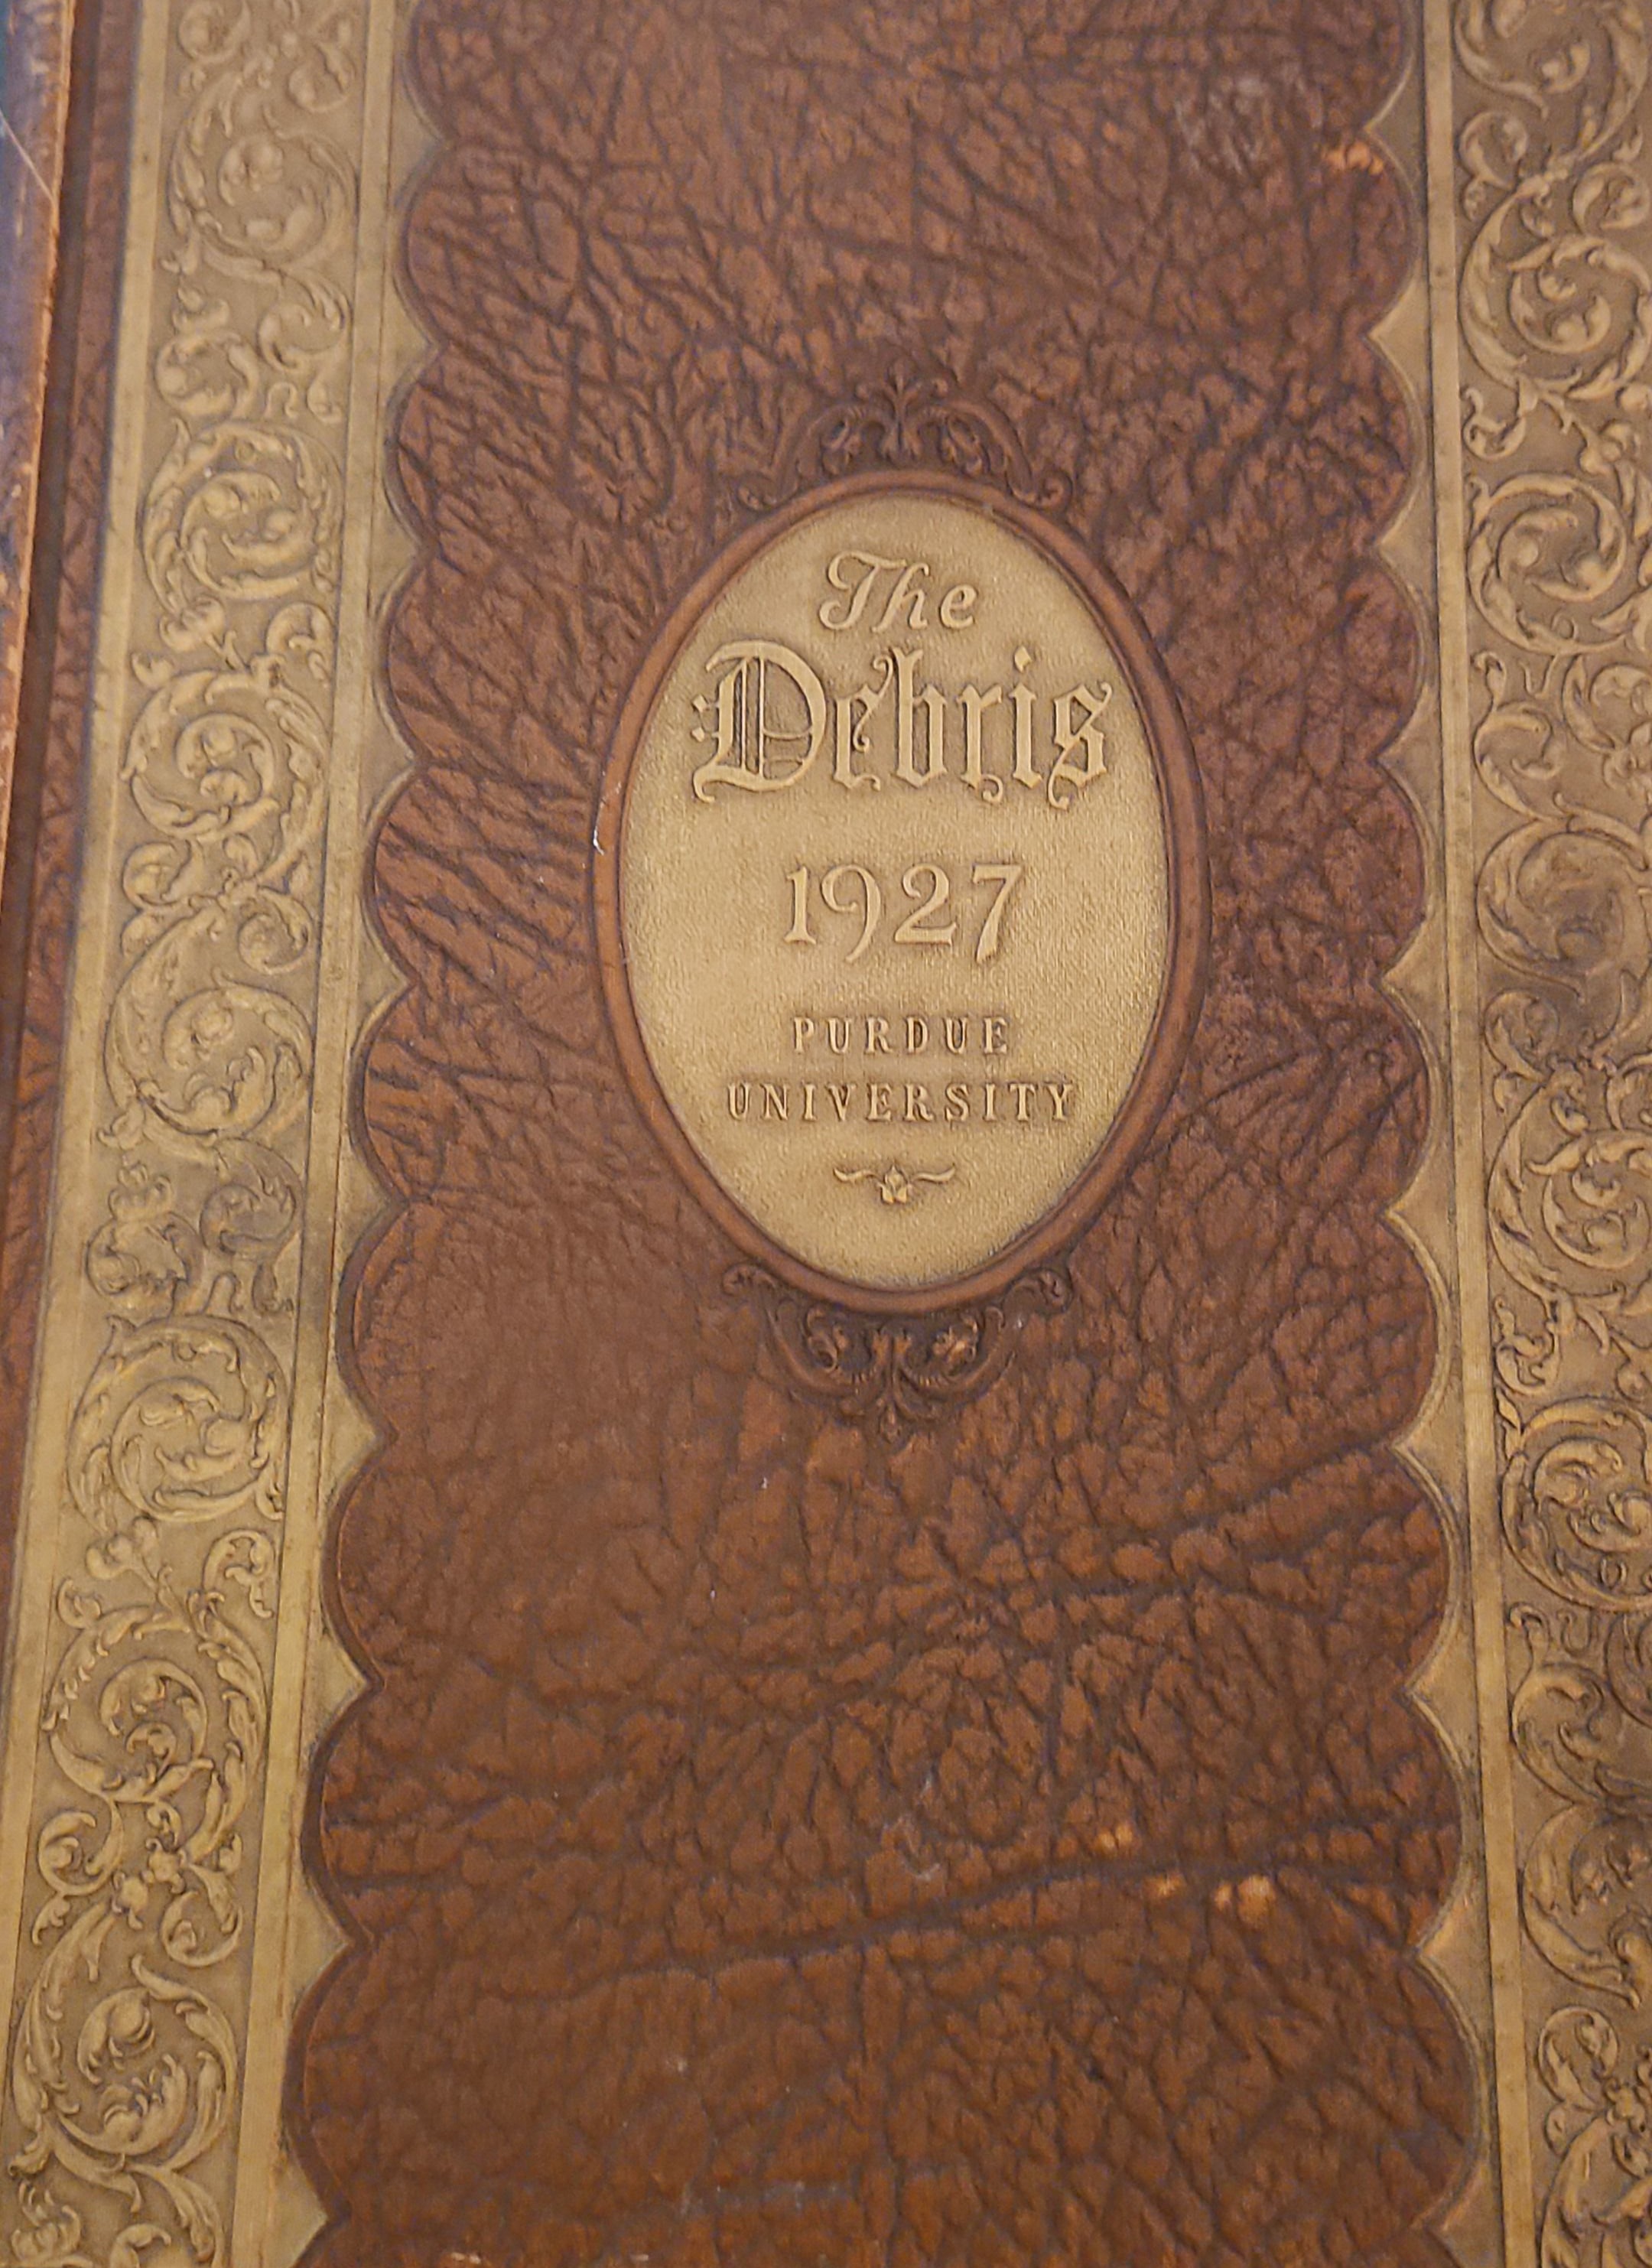 The
Debris
1927
PURDUE
UNIVERSITY